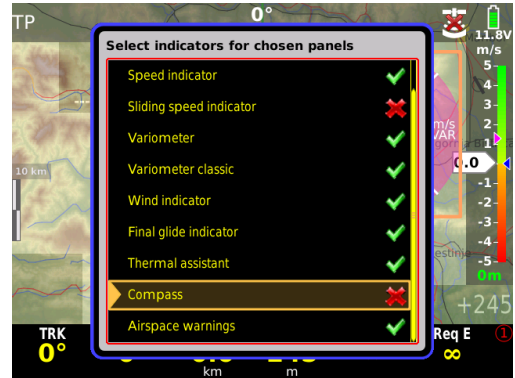 TP
0°
11.8V
m/s
Select indicators for chosen panels
Speed indicator
Sliding speed indicator
Variometer
Variometer classic
Wind indicator
Final glide indicator
Thermal assistant
Compass
Airspace warnings
5
4
3
2
1
0.0
-1
-2
-3
-4
-5
0m
m/s
VAR
10 km
+245
TRK
0°
km
m
Req E
1
∞